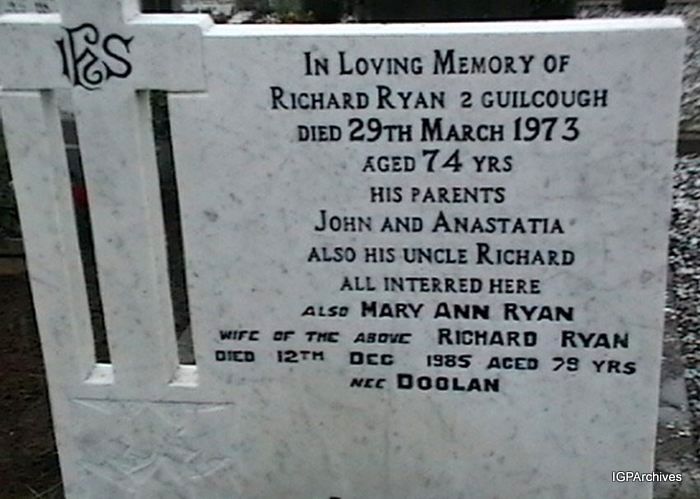 IHS
IN LOVING MEMORY OF
RICHARD RYAN 2 GUILCOUGH
DIED 29TH MARCH 1973
AGED 74 YRS
HIS PARENTS
JOHN AND ANASTATIA
ALSO HIS UNCLE RICHARD
ALL INTERRED HERE
ALSO MARY ANN RYAN
WIFE OF THE ABOVE RICHARD RYAN
DIED 12TH DEC 1985 AGED 79 YRS
NEE DOOLAN
IGPArchives